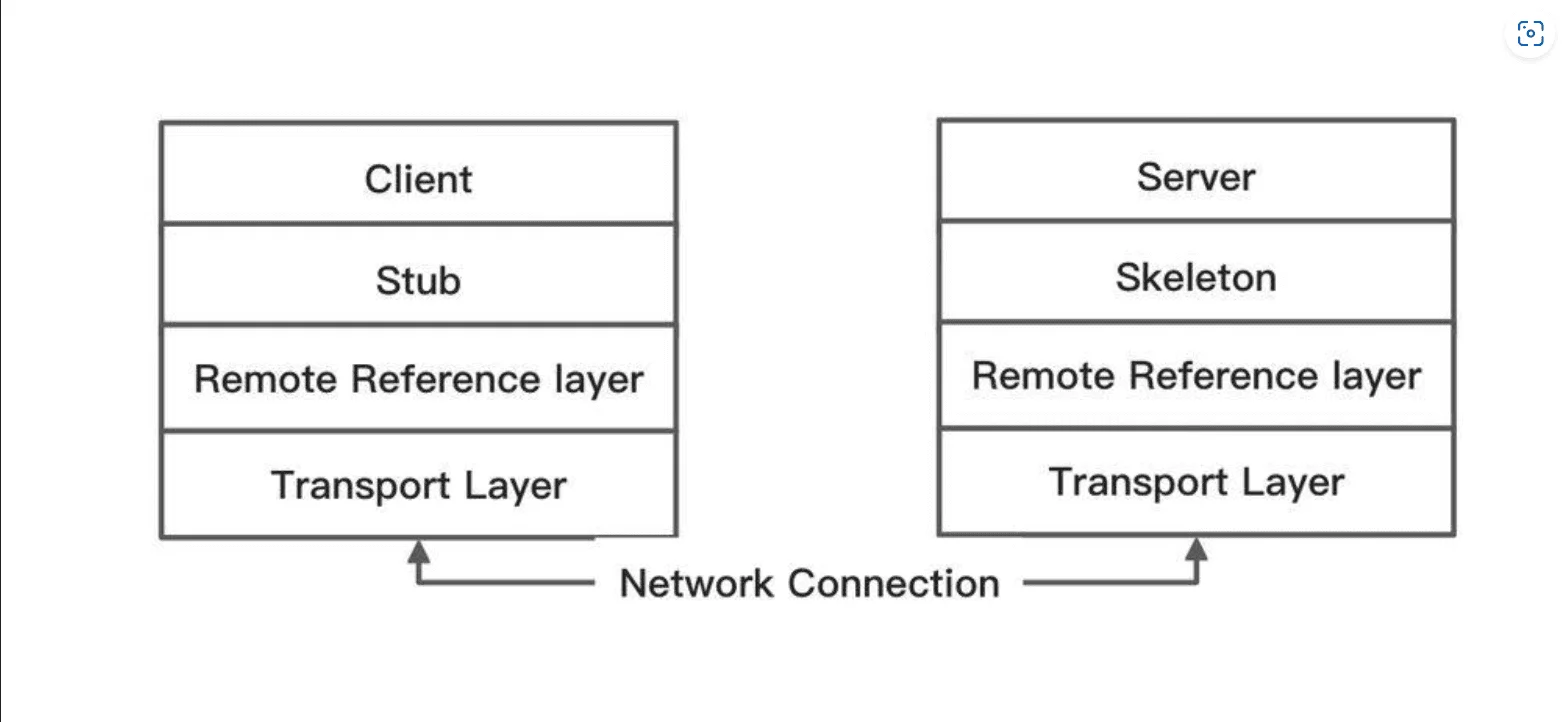 Client
Stub
Remote Reference layer
Transport Layer
Server
Skeleton
Remote Reference layer
Transport Layer
Network Connection